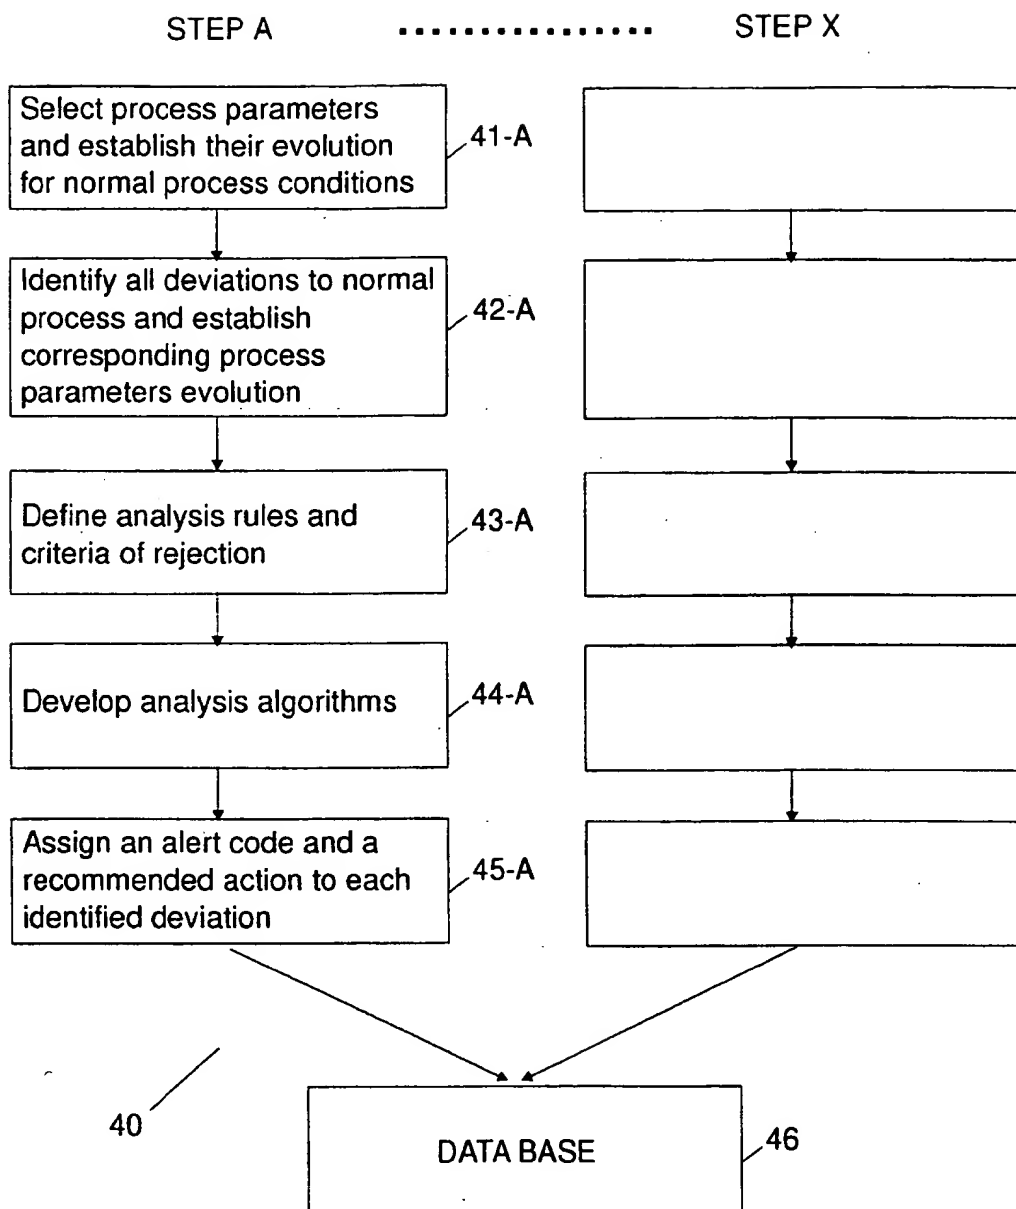 STEP A ................ STEP X
Select process parameters
and establish their evolution
for normal process conditions
41-A
Identify all deviations to normal
process and establish
corresponding process
parameters evolution
42-A
Define analysis rules and
criteria of rejection
43-A
Develop analysis algorithms
44-A
Assign an alert code and a
recommended action to each
identified deviation
45-A
40
DATA BASE
46